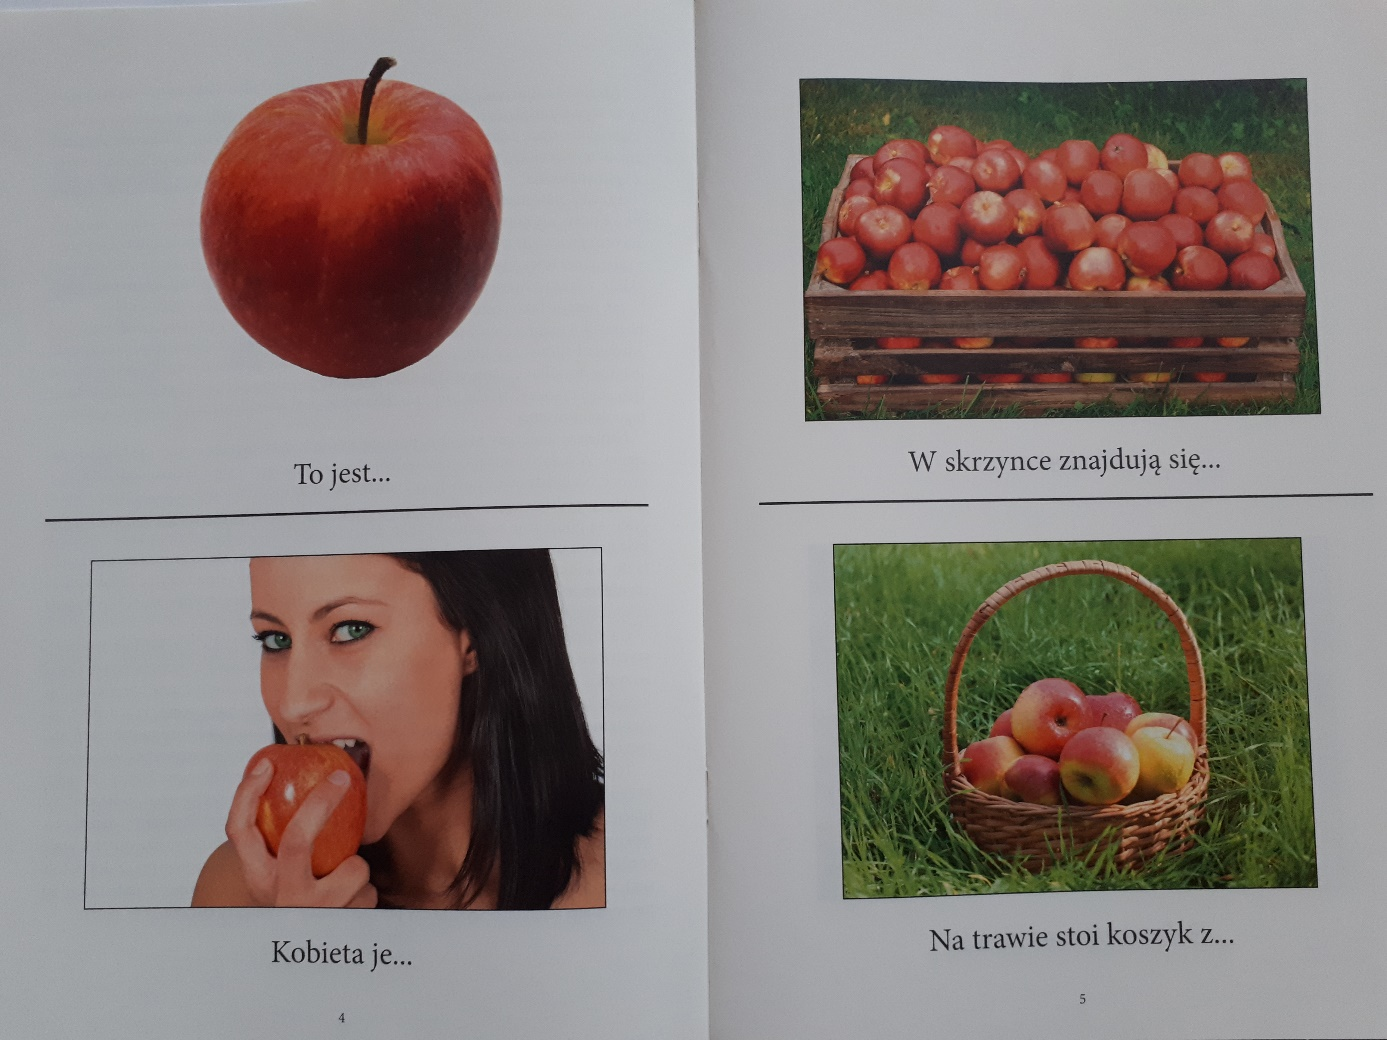 To jest...
Kobieta je...
4
W skrzynce znajdują się...
Na trawie stoi koszyk z...
5